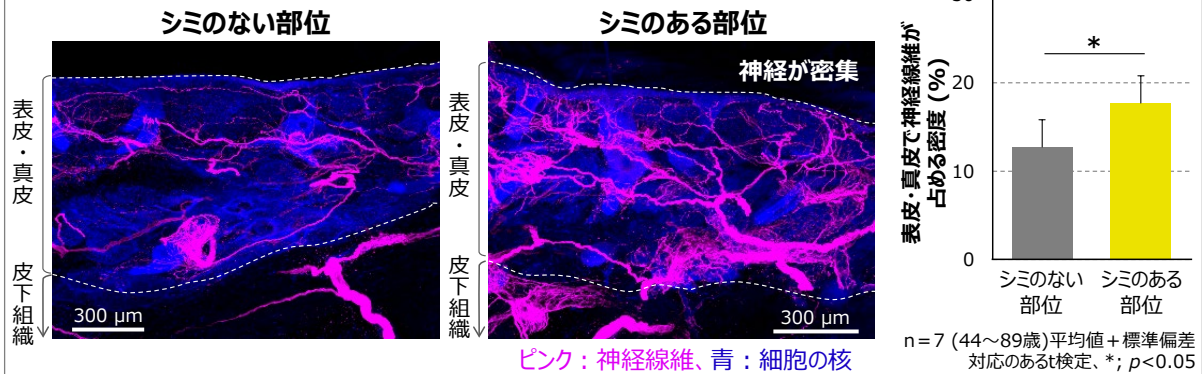 シミのない部位
シミのある部位
神経が密集
表皮・真皮
皮下組織
300 μm
表皮・真皮
皮下組織
300 μm
ピンク：神経線維、青：細胞の核
表皮・真皮で神経線維が
占める密度 (%)
20
10
0
*
シミのない
部位
シミのある
部位
n＝7 (44～89歳)平均値＋標準偏差
対応のあるt検定、*; p<0.05